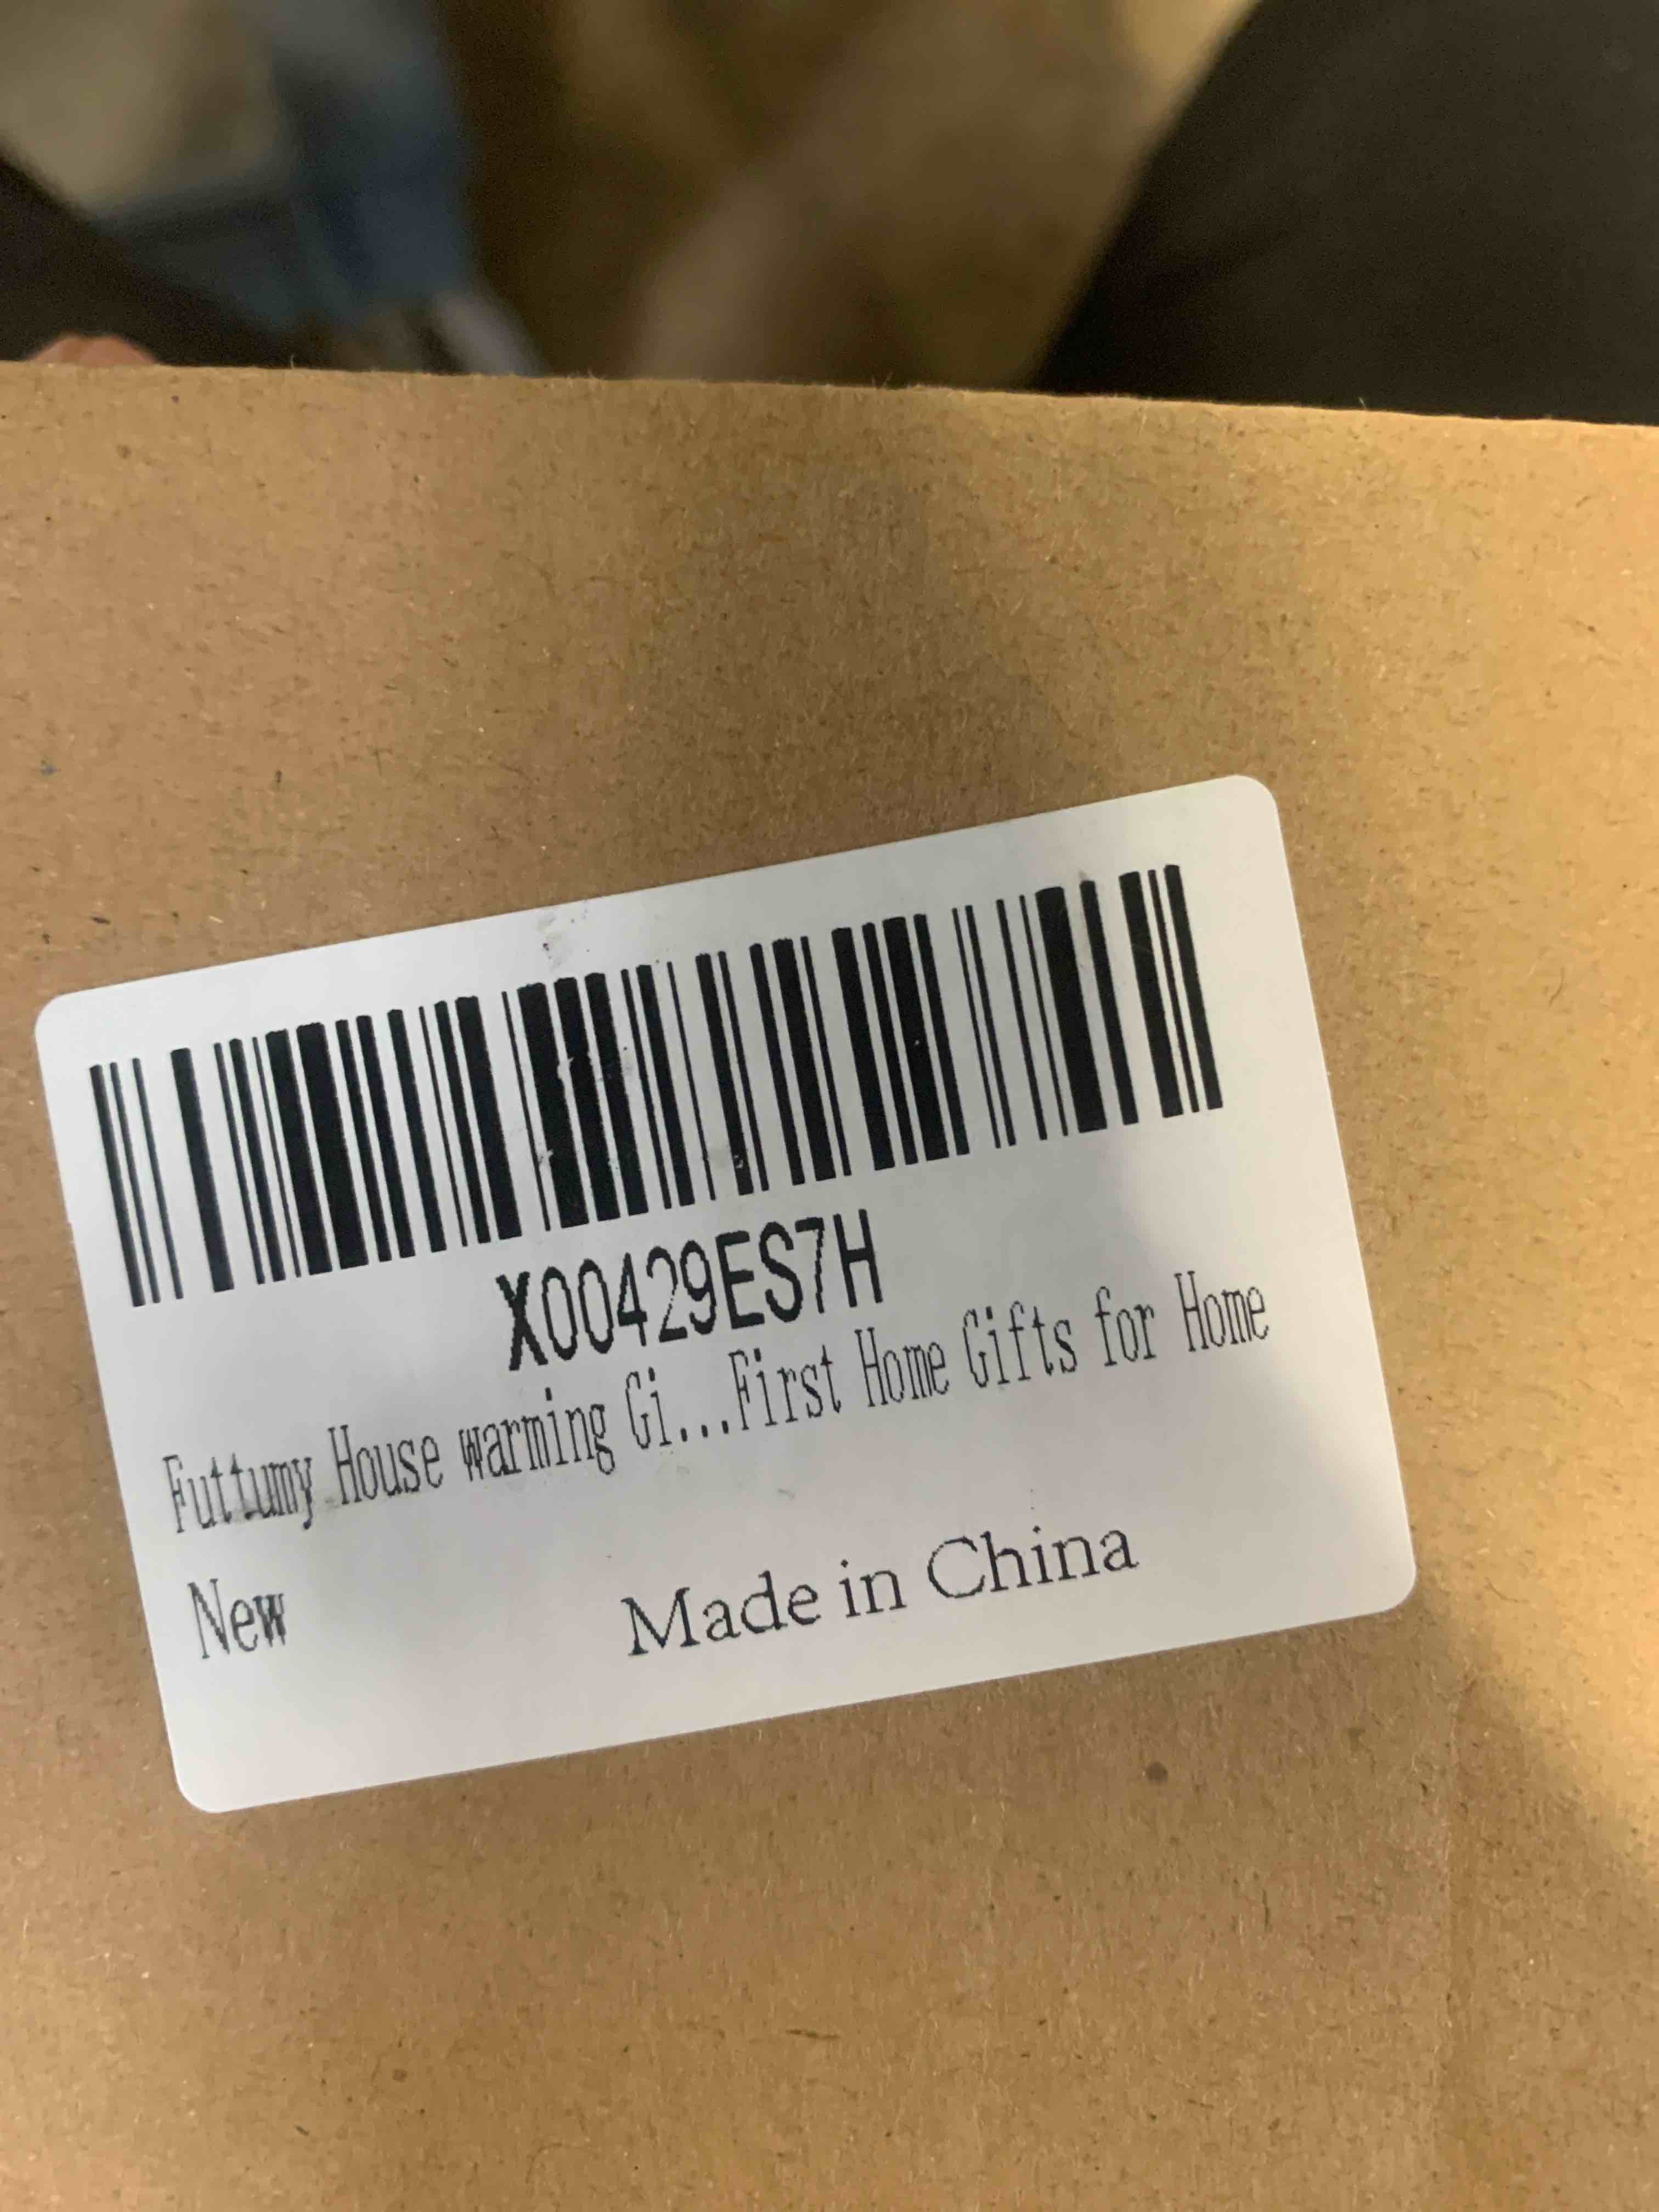 X00429ES7H
Futtumy House warming Gi...First Home Gifts for Home
New
Made in China